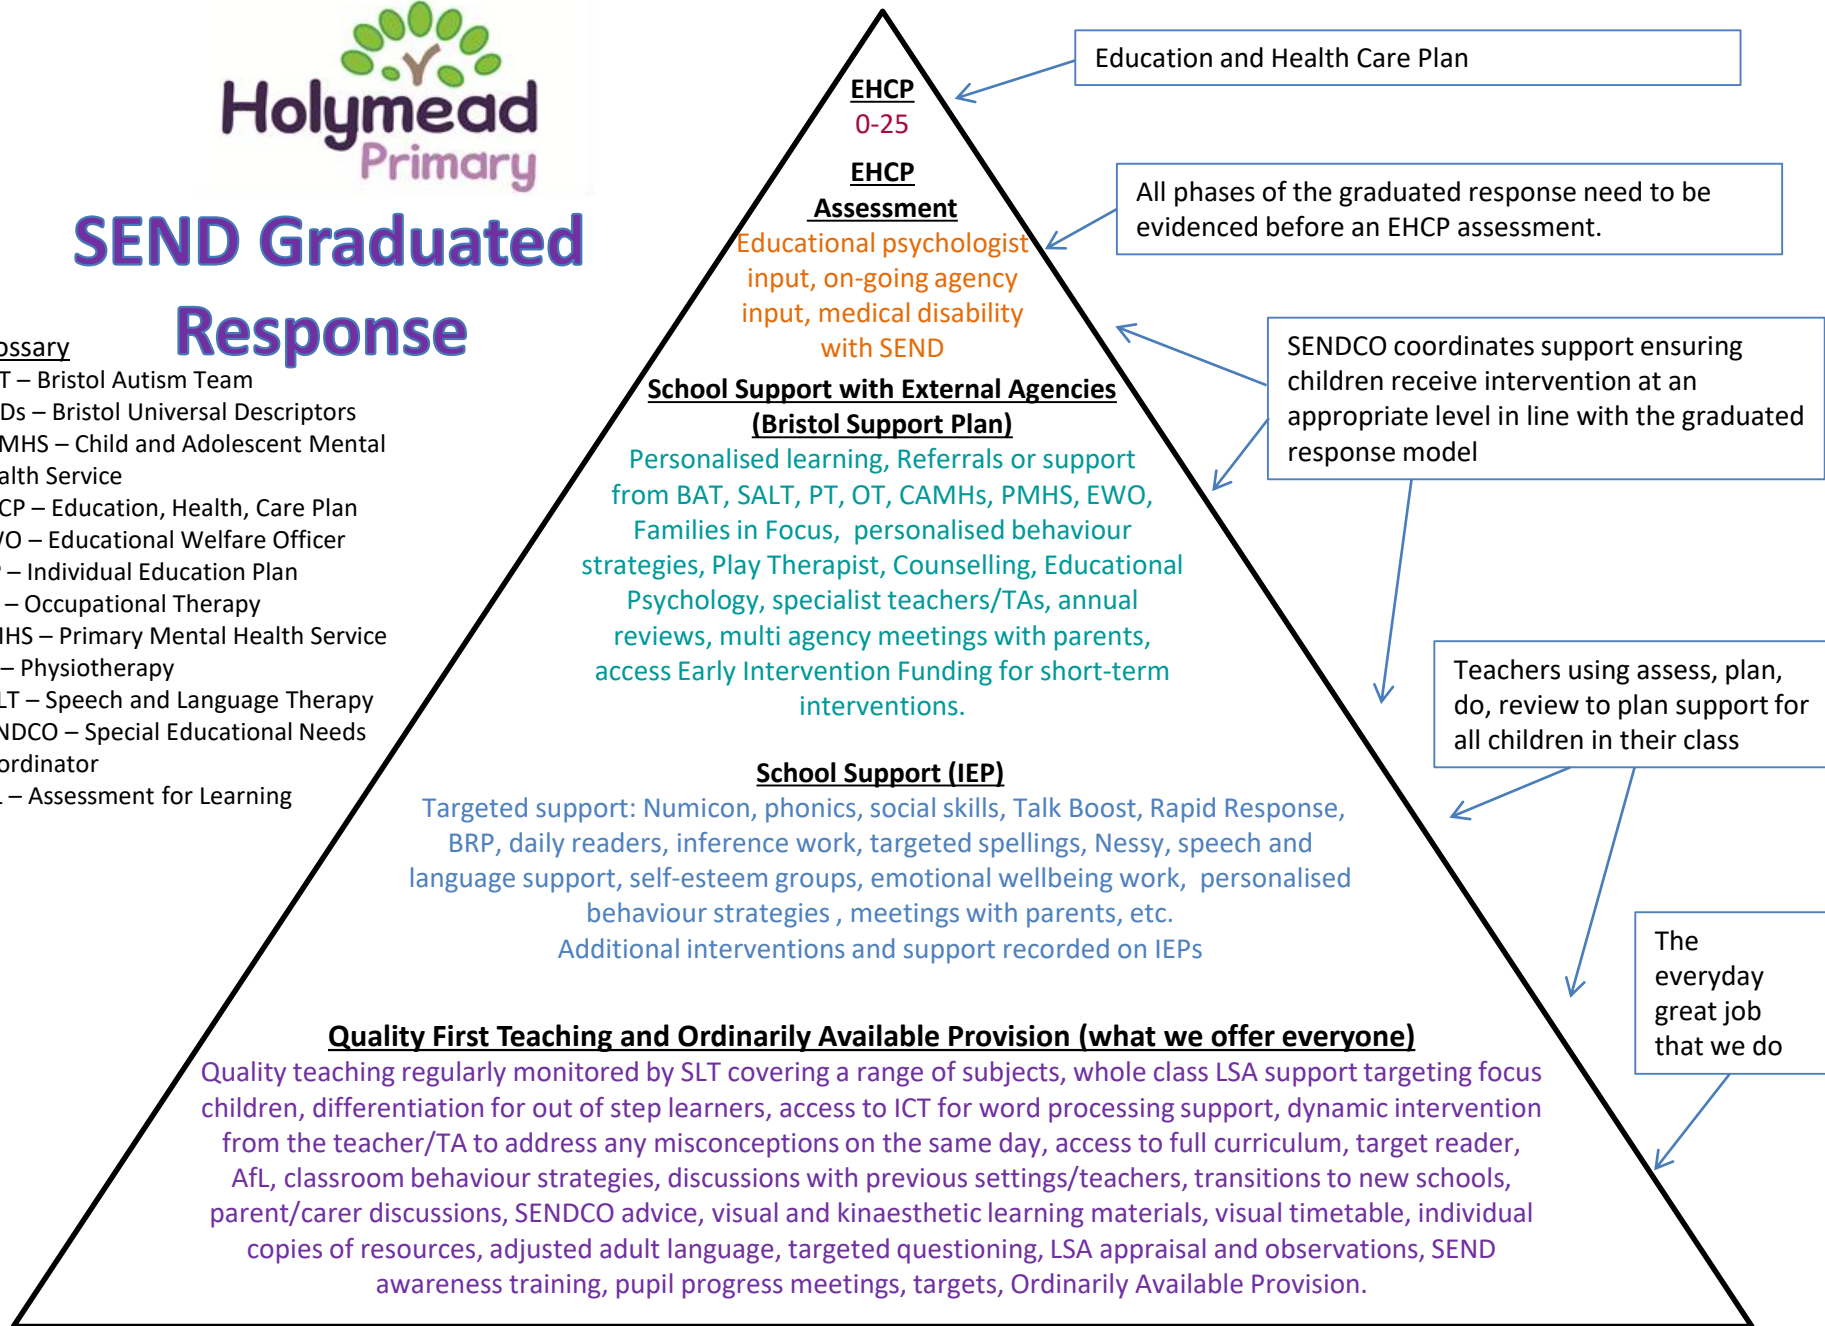 Holymead
Primary
SEND Graduated
Response
ossary
T – Bristol Autism Team
Ds – Bristol Universal Descriptors
MHS – Child and Adolescent Mental
alth Service
CP – Education, Health, Care Plan
O – Educational Welfare Officer
– Individual Education Plan
– Occupational Therapy
HS – Primary Mental Health Service
– Physiotherapy
LT – Speech and Language Therapy
NDCO – Special Educational Needs
ordinator
– Assessment for Learning
EHCP
0-25
EHCP
Assessment
Educational psychologist
input, on-going agency
input, medical disability
with SEND
School Support with External Agencies
(Bristol Support Plan)
Personalised learning, Referrals or support
from BAT, SALT, PT, OT, CAMHs, PMHS, EWO,
Families in Focus, personalised behaviour
strategies, Play Therapist, Counselling, Educational
Psychology, specialist teachers/TAs, annual
reviews, multi agency meetings with parents,
access Early Intervention Funding for short-term
interventions.
School Support (IEP)
Targeted support: Numicon, phonics, social skills, Talk Boost, Rapid Response,
BRP, daily readers, inference work, targeted spellings, Nessy, speech and
language support, self-esteem groups, emotional wellbeing work, personalised
behaviour strategies , meetings with parents, etc.
Additional interventions and support recorded on IEPs
Quality First Teaching and Ordinarily Available Provision (what we offer everyone)
Quality teaching regularly monitored by SLT covering a range of subjects, whole class LSA support targeting focus
children, differentiation for out of step learners, access to ICT for word processing support, dynamic intervention
from the teacher/TA to address any misconceptions on the same day, access to full curriculum, target reader,
AfL, classroom behaviour strategies, discussions with previous settings/teachers, transitions to new schools,
parent/carer discussions, SENDCO advice, visual and kinaesthetic learning materials, visual timetable, individual
copies of resources, adjusted adult language, targeted questioning, LSA appraisal and observations, SEND
awareness training, pupil progress meetings, targets, Ordinarily Available Provision.
Education and Health Care Plan
All phases of the graduated response need to be
evidenced before an EHCP assessment.
SENDCO coordinates support ensuring
children receive intervention at an
appropriate level in line with the graduated
response model
Teachers using assess, plan,
do, review to plan support for
all children in their class
The
everyday
great job
that we do